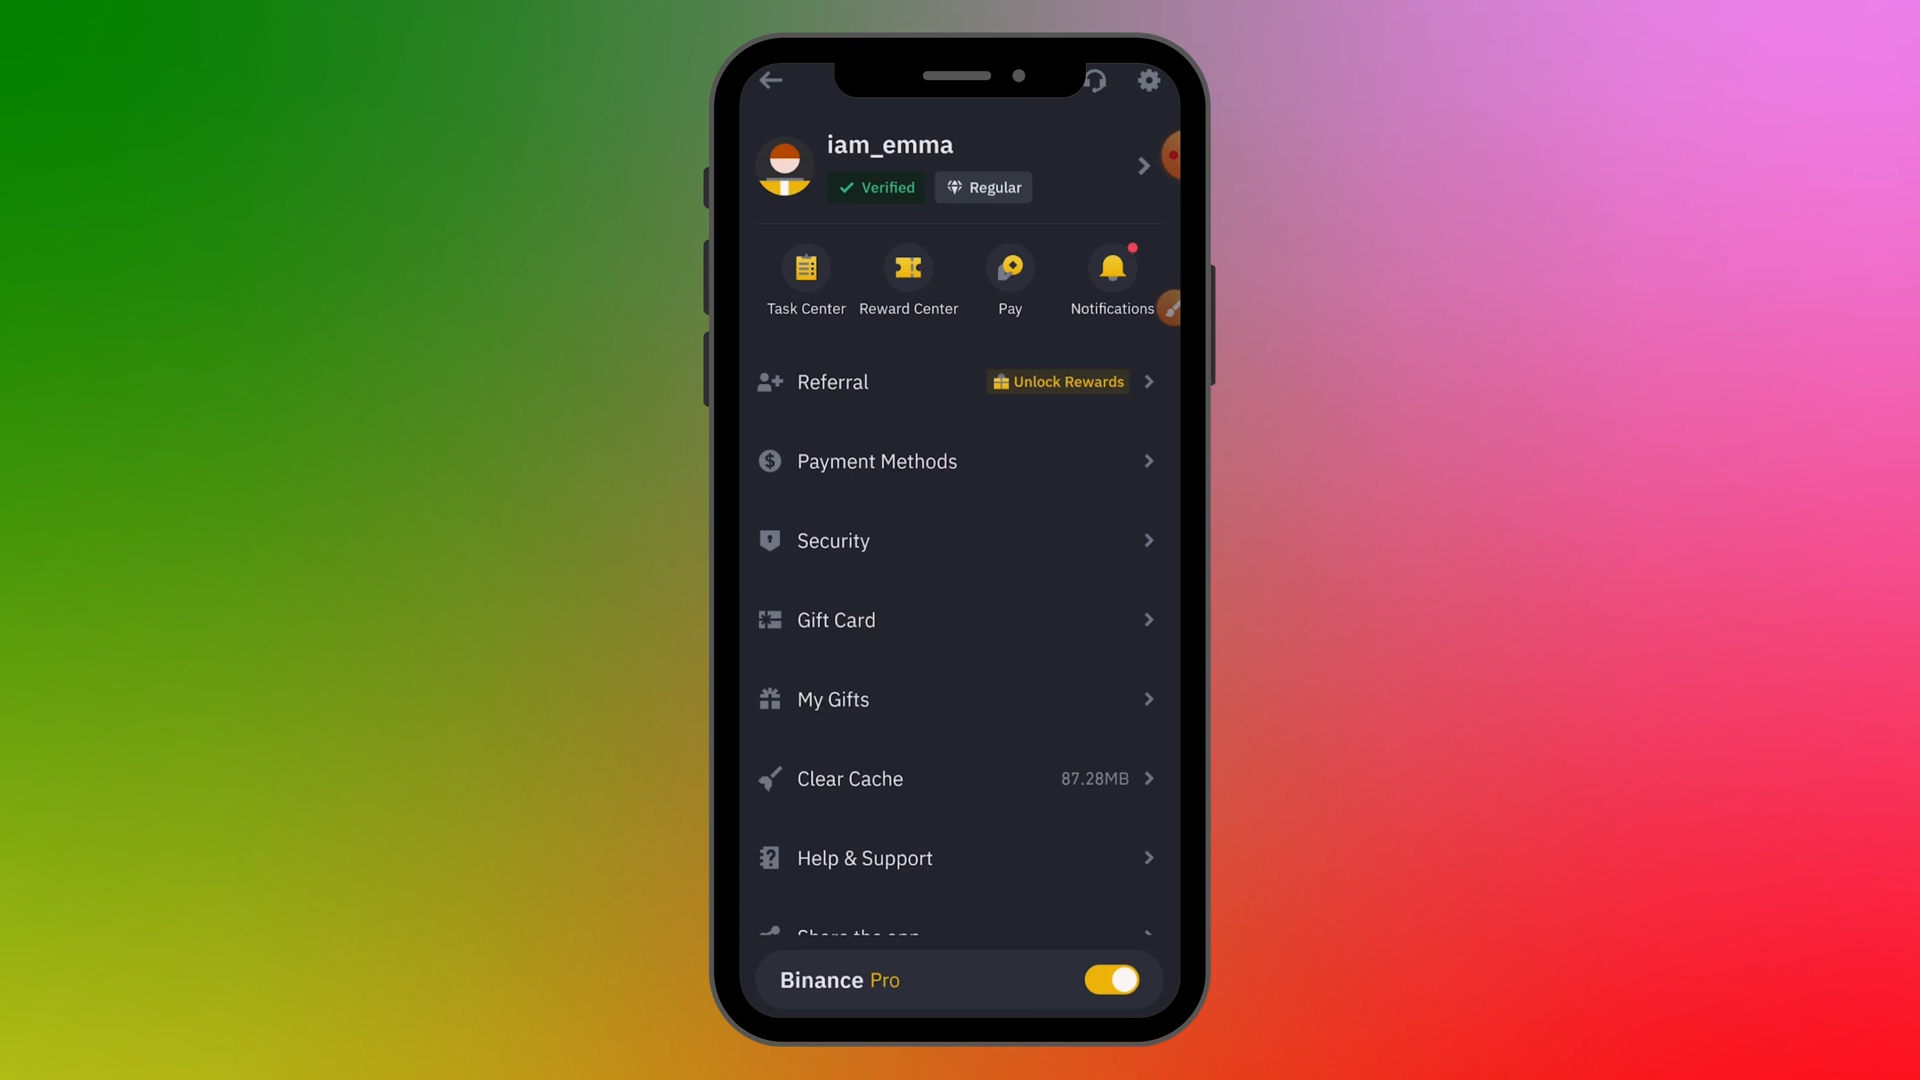 iam_emma
Verified
Regular
Task Center
Reward Center
Pay
Notifications
Referral
Unlock Rewards
Payment Methods
Security
Gift Card
My Gifts
Clear Cache
87.28MB
Help & Support
Share the app
Binance Pro